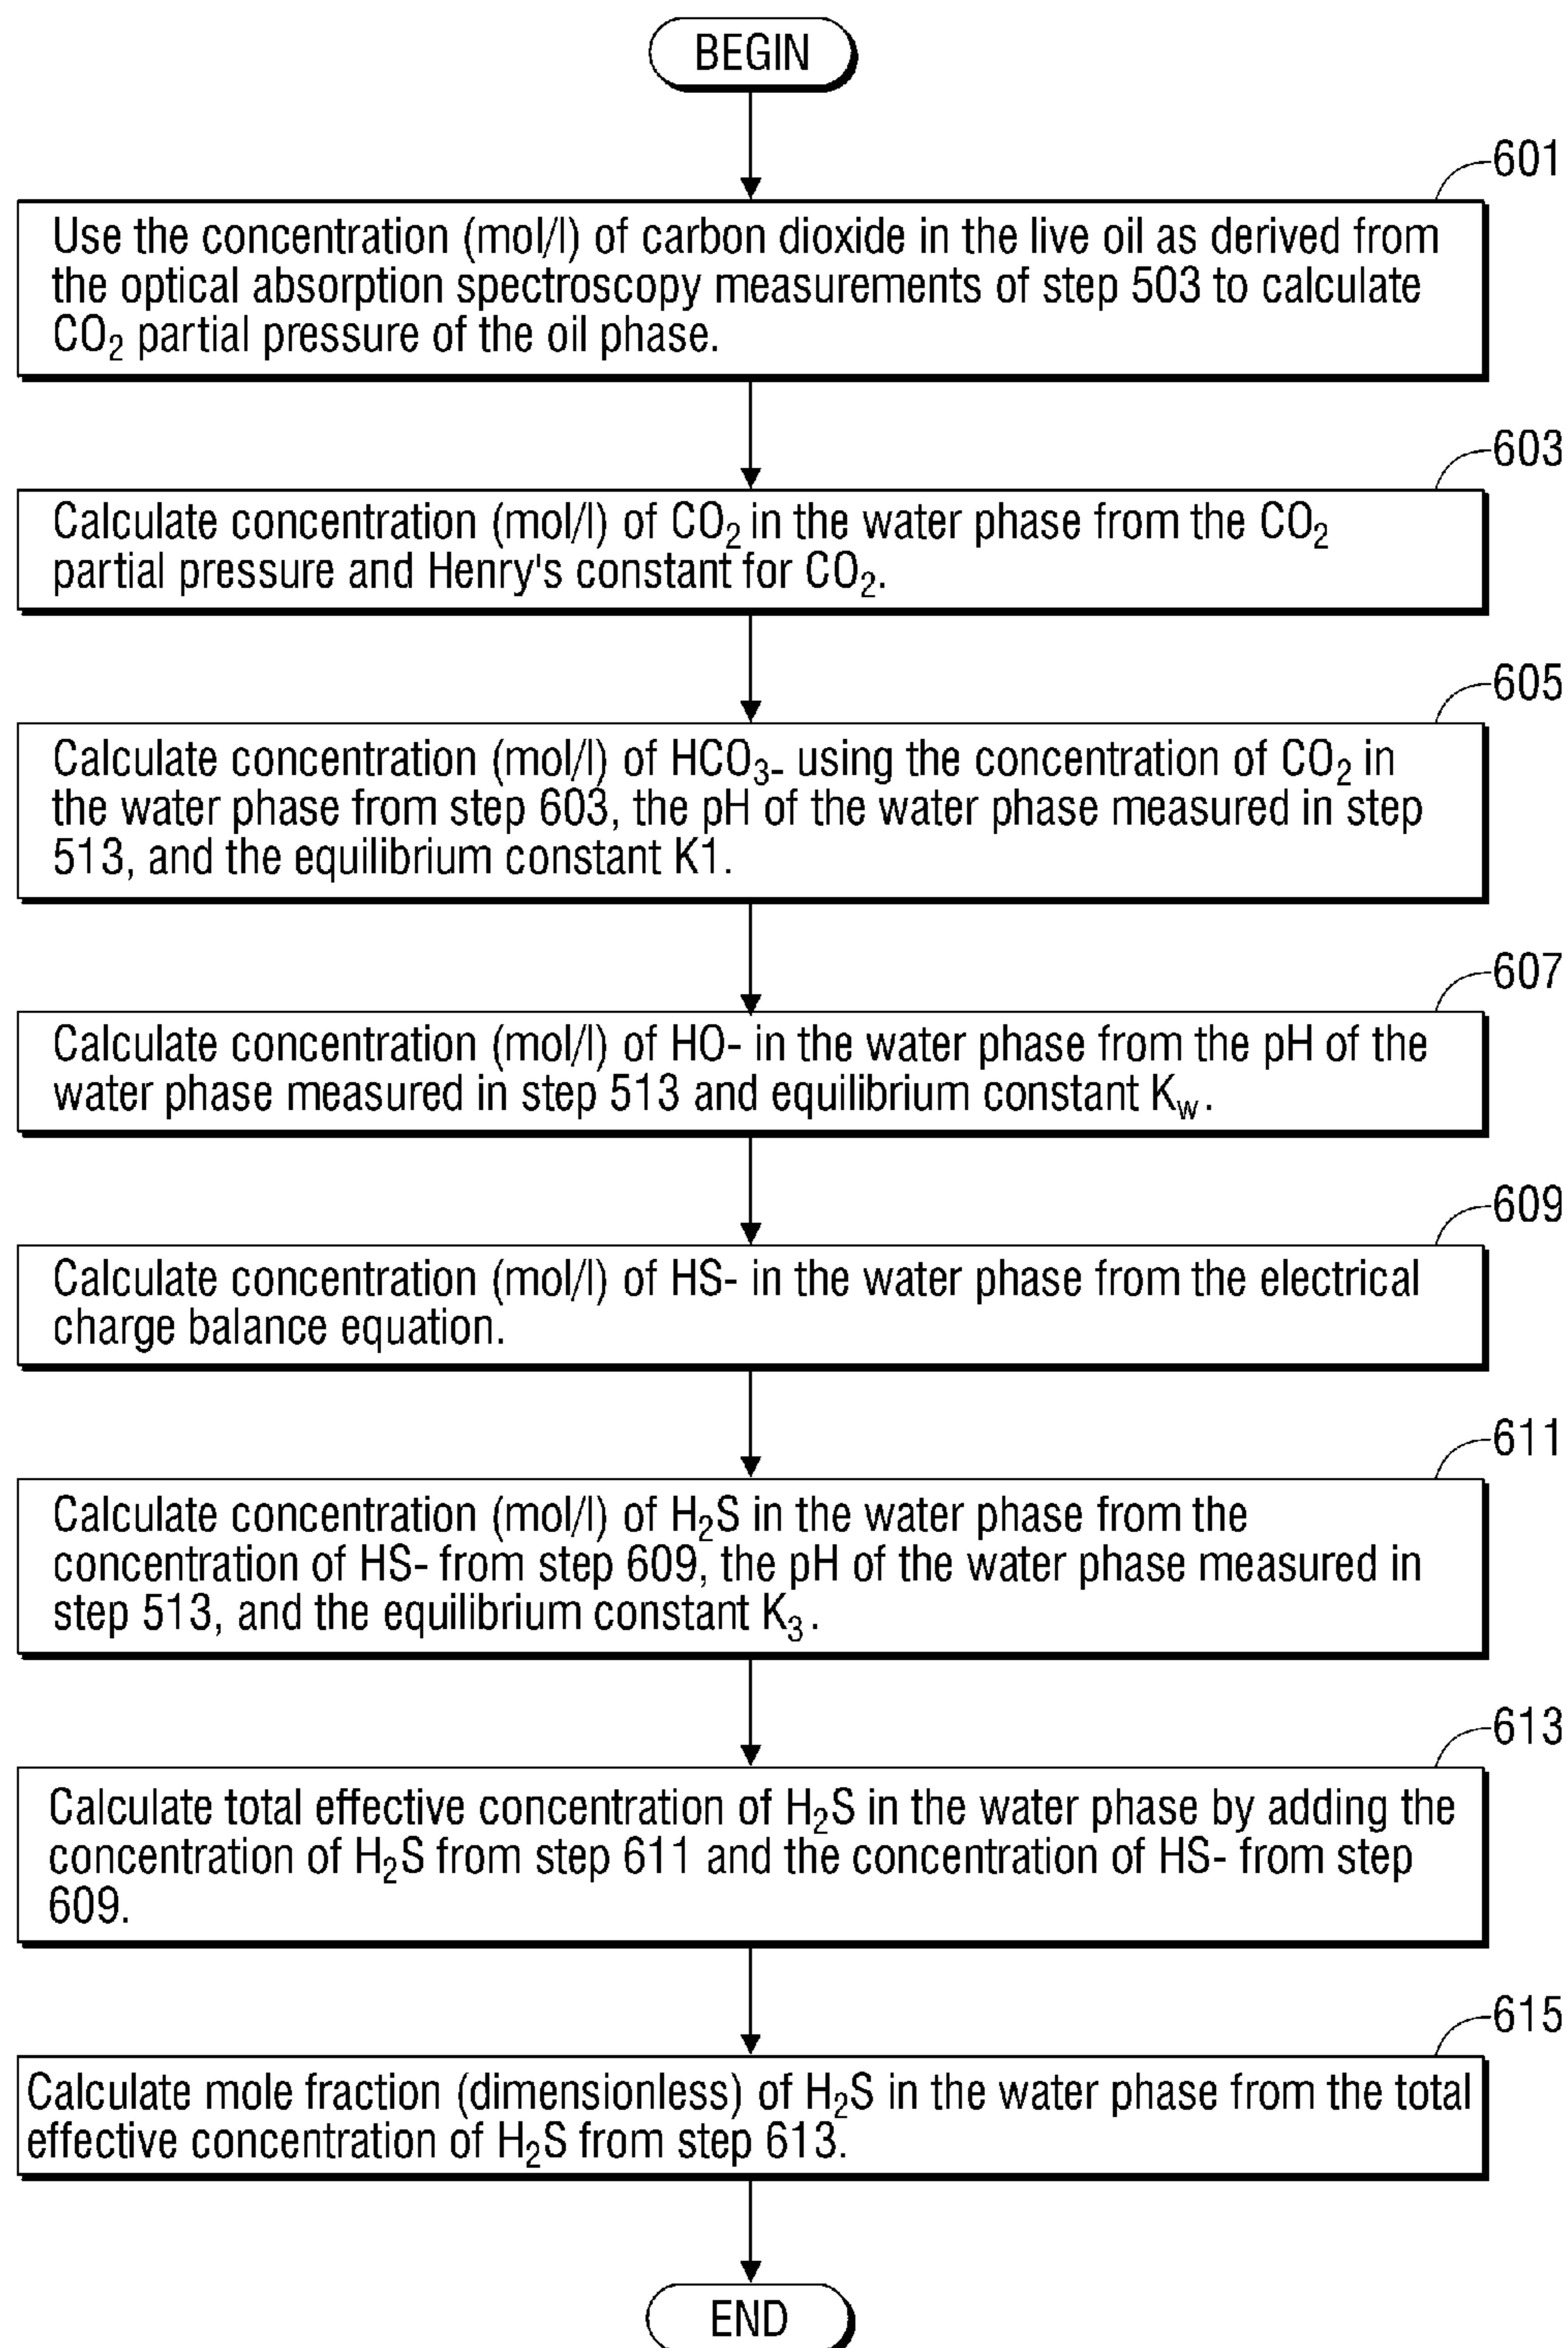 BEGIN
601
Use the concentration (mol/l) of carbon dioxide in the live oil as derived from
the optical absorption spectroscopy measurements of step 503 to calculate
CO₂ partial pressure of the oil phase.
603
Calculate concentration (mol/l) of CO₂ in the water phase from the CO₂
partial pressure and Henry's constant for CO₂.
605
Calculate concentration (mol/l) of HCO₃- using the concentration of CO₂ in
the water phase from step 603, the pH of the water phase measured in step
513, and the equilibrium constant K1.
607
Calculate concentration (mol/l) of HO- in the water phase from the pH of the
water phase measured in step 513 and equilibrium constant Kw.
609
Calculate concentration (mol/l) of HS- in the water phase from the electrical
charge balance equation.
611
Calculate concentration (mol/l) of H₂S in the water phase from the
concentration of HS- from step 609, the pH of the water phase measured in
step 513, and the equilibrium constant K₃.
613
Calculate total effective concentration of H₂S in the water phase by adding the
concentration of H₂S from step 611 and the concentration of HS- from step
609.
615
Calculate mole fraction (dimensionless) of H₂S in the water phase from the total
effective concentration of H₂S from step 613.
END